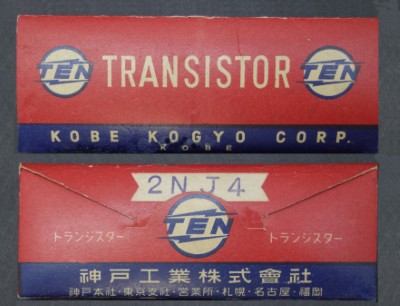 TEN TRANSISTOR TEN
KOBE KOGYO CORP.
KOBE
2NJ4
トランジスター TEN トランジスター
神戸工業株式會社
神戸本社・東京支社・営業所・札幌・名古屋・福岡